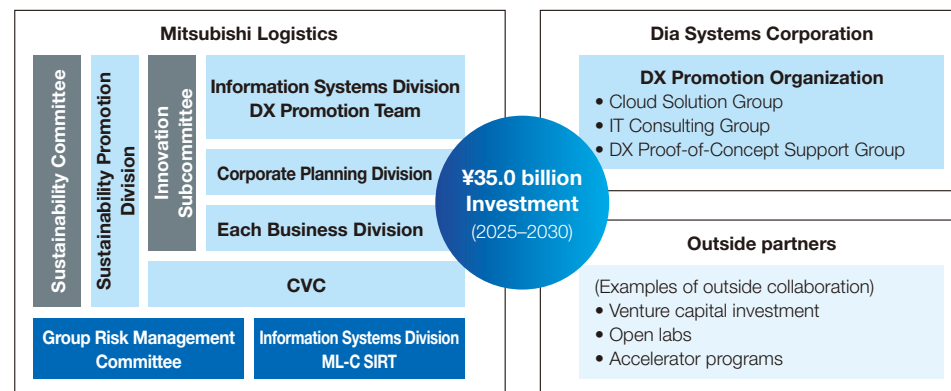 Mitsubishi Logistics
Sustainability Committee
Sustainability Promotion
Division
Innovation
Subcommittee
Information Systems Division
DX Promotion Team
Corporate Planning Division
Each Business Division
CVC
Group Risk Management
Committee
Information Systems Division
ML-C SIRT
¥35.0 billion
Investment
(2025–2030)
Dia Systems Corporation
DX Promotion Organization
• Cloud Solution Group
• IT Consulting Group
• DX Proof-of-Concept Support Group
Outside partners
(Examples of outside collaboration)
• Venture capital investment
• Open labs
• Accelerator programs